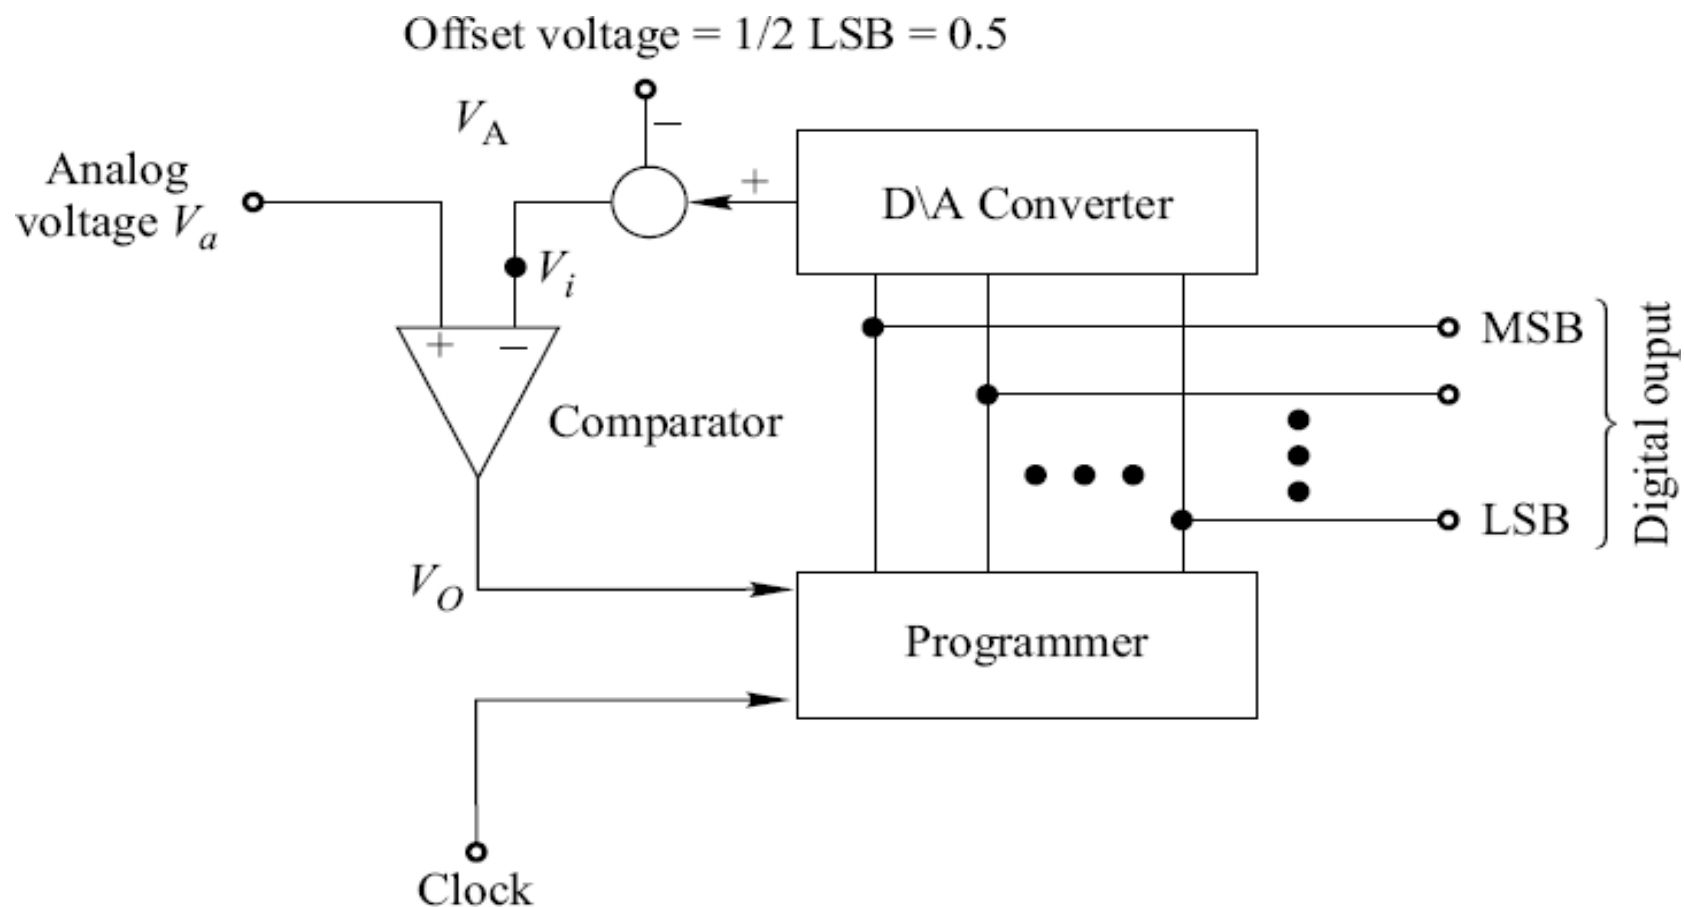 Offset voltage = 1/2 LSB = 0.5
V_A
−
Analog
voltage V_a
+
D\A Converter
V_i
+ −
MSB
Comparator
Digital ouput
LSB
V_O
Programmer
Clock